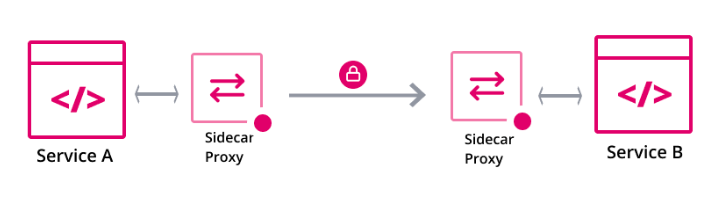 </>
</>
Sidecar
Proxy
Service A
Sidecar
Proxy
Service B